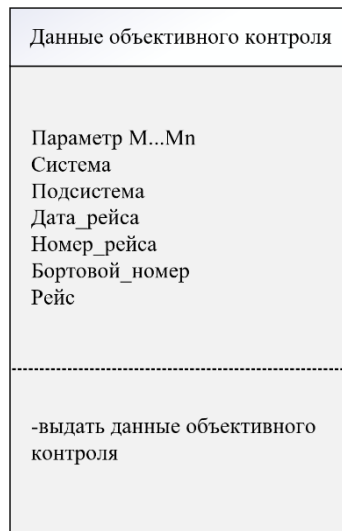 Данные объективного контроля
Параметр M...Mn
Система
Подсистема
Дата_рейса
Номер_рейса
Бортовой_номер
Рейс
-выдать данные объективного
контроля